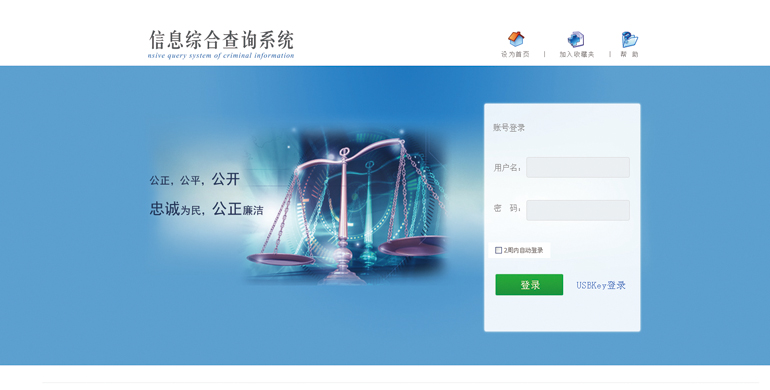 信息综合查询系统
nsive query system of criminal information
设为首页 | 加入收藏夹 | 帮 助
账号登录
公正，公平，公开
忠诚为民，公正廉洁
用户名：
密 码：
2周内自动登录
登录 USBKey登录